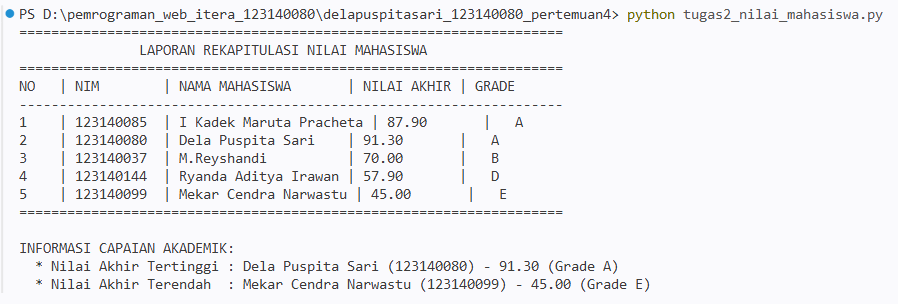 PS D:\pemrograman_web_itera_123140080\delapuspitasari_123140080_pertemuan4> python tugas2_nilai_mahasiswa.py
====================================================================
               LAPORAN REKAPITULASI NILAI MAHASISWA
====================================================================
NO   | NIM        | NAMA MAHASISWA       | NILAI AKHIR | GRADE
--------------------------------------------------------------------
1    | 123140085  | I Kadek Maruta Pracheta | 87.90       |   A
2    | 123140080  | Dela Puspita Sari    | 91.30       |   A
3    | 123140037  | M.Reyshandi          | 70.00       |   B
4    | 123140144  | Ryanda Aditya Irawan | 57.90       |   D
5    | 123140099  | Mekar Cendra Narwastu | 45.00       |   E
====================================================================
INFORMASI CAPAIAN AKADEMIK:
  * Nilai Akhir Tertinggi : Dela Puspita Sari (123140080) - 91.30 (Grade A)
  * Nilai Akhir Terendah  : Mekar Cendra Narwastu (123140099) - 45.00 (Grade E)